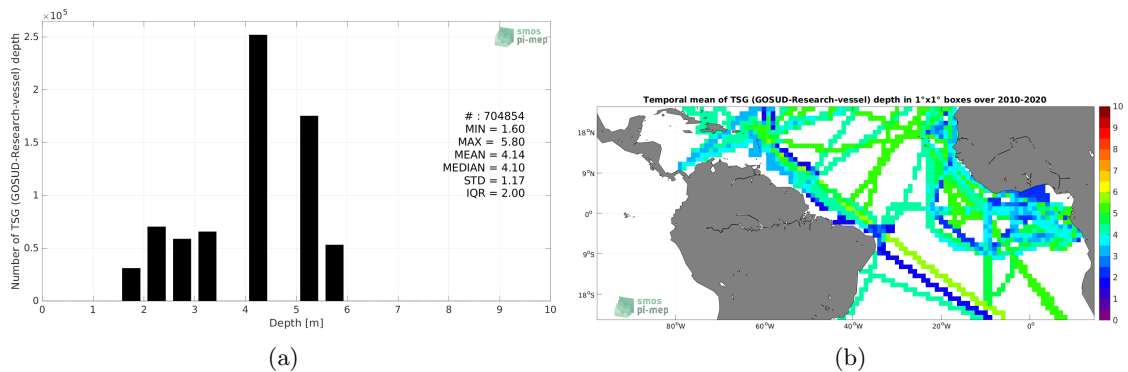 ×10⁵
2.5
2
1.5
1
0.5
0
Number of TSG (GOSUD-Research-vessel) depth
smos
pi-mep
# : 704854
MIN = 1.60
MAX = 5.80
MEAN = 4.14
MEDIAN = 4.10
STD = 1.17
IQR = 2.00
0 1 2 3 4 5 6 7 8 9 10
Depth [m]
(a)
Temporal mean of TSG (GOSUD-Research-vessel) depth in 1°x1° boxes over 2010-2020
18°N
9°N
0°
9°S
18°S
80°W 60°W 40°W 20°W 0°
smos
pi-mep
10
9
8
7
6
5
4
3
2
1
0
(b)